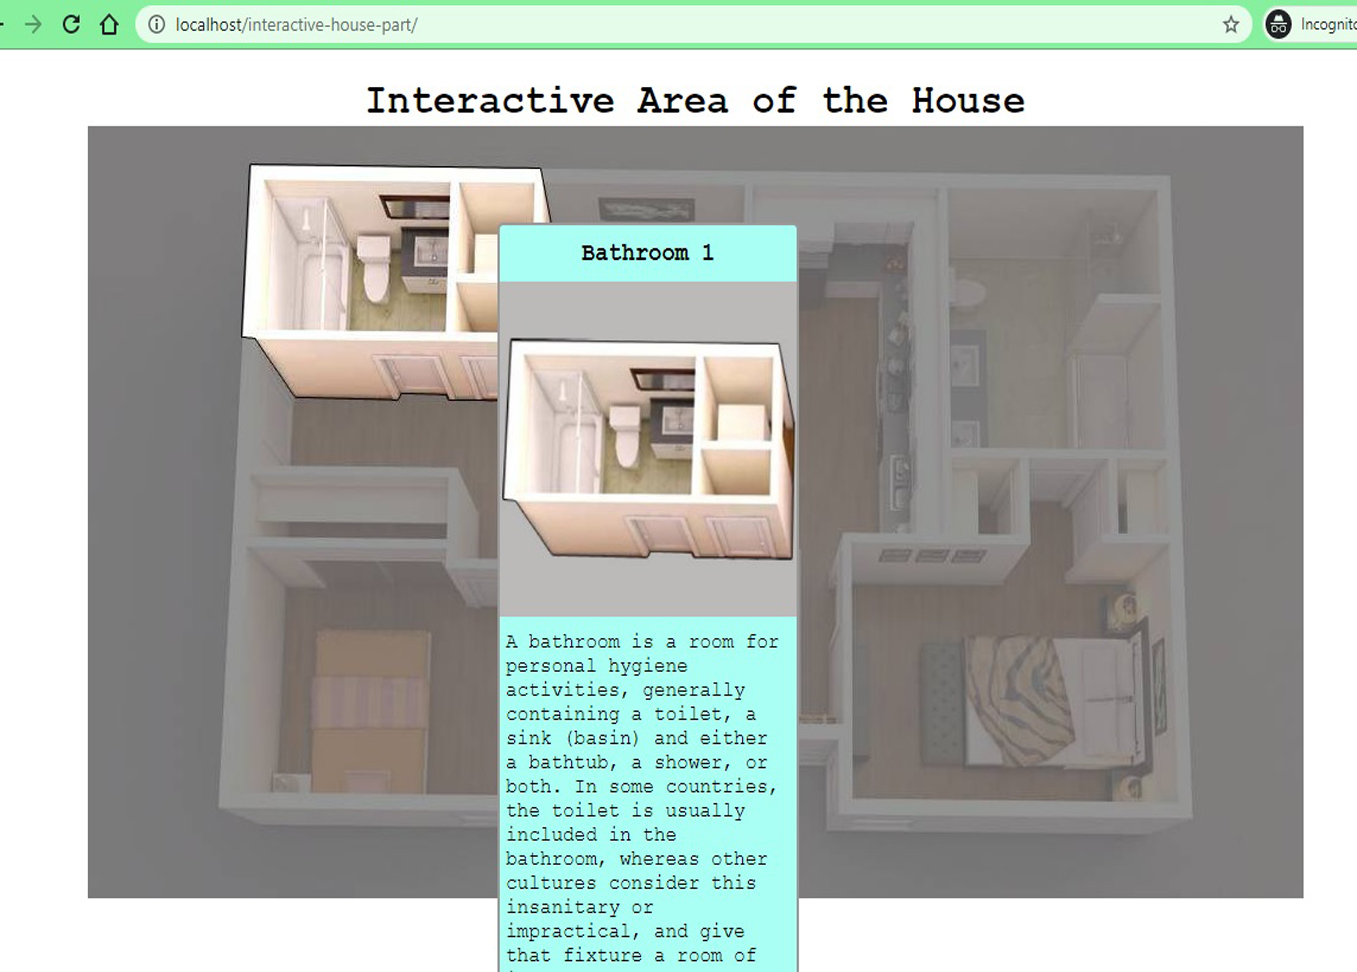 localhost/interactive-house-part/
Incognito
Interactive Area of the House
Bathroom 1
A bathroom is a room for
personal hygiene
activities, generally
containing a toilet, a
sink (basin) and either
a bathtub, a shower, or
both. In some countries,
the toilet is usually
included in the
bathroom, whereas other
cultures consider this
insanitary or
impractical, and give
that fixture a room of